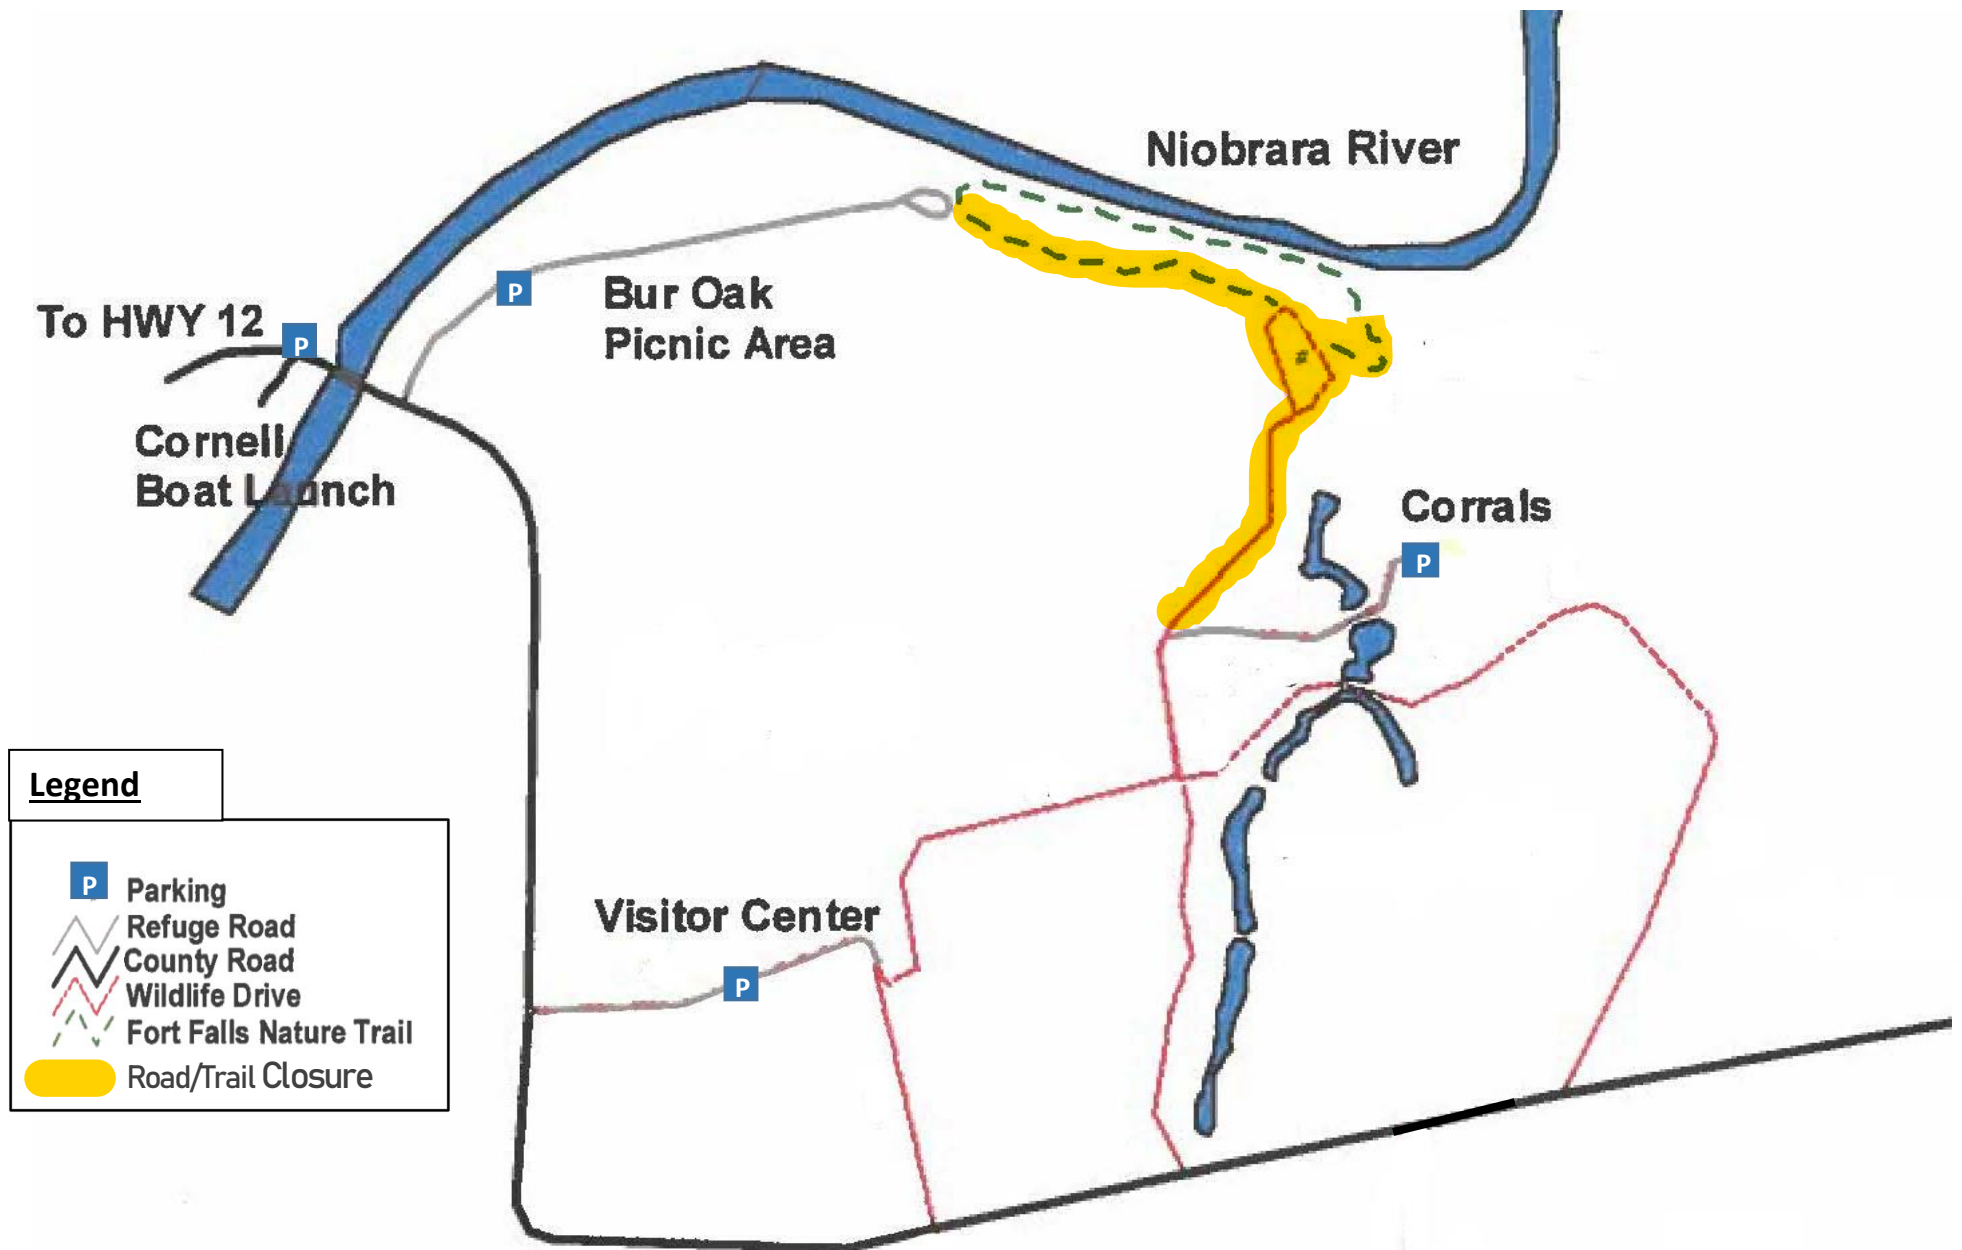 Niobrara River
Bur Oak
Picnic Area
To HWY 12
P
P
Cornell
Boat Launch
Corrals
P
Legend
P Parking
Refuge Road
County Road
Wildlife Drive
Fort Falls Nature Trail
Road/Trail Closure
Visitor Center
P